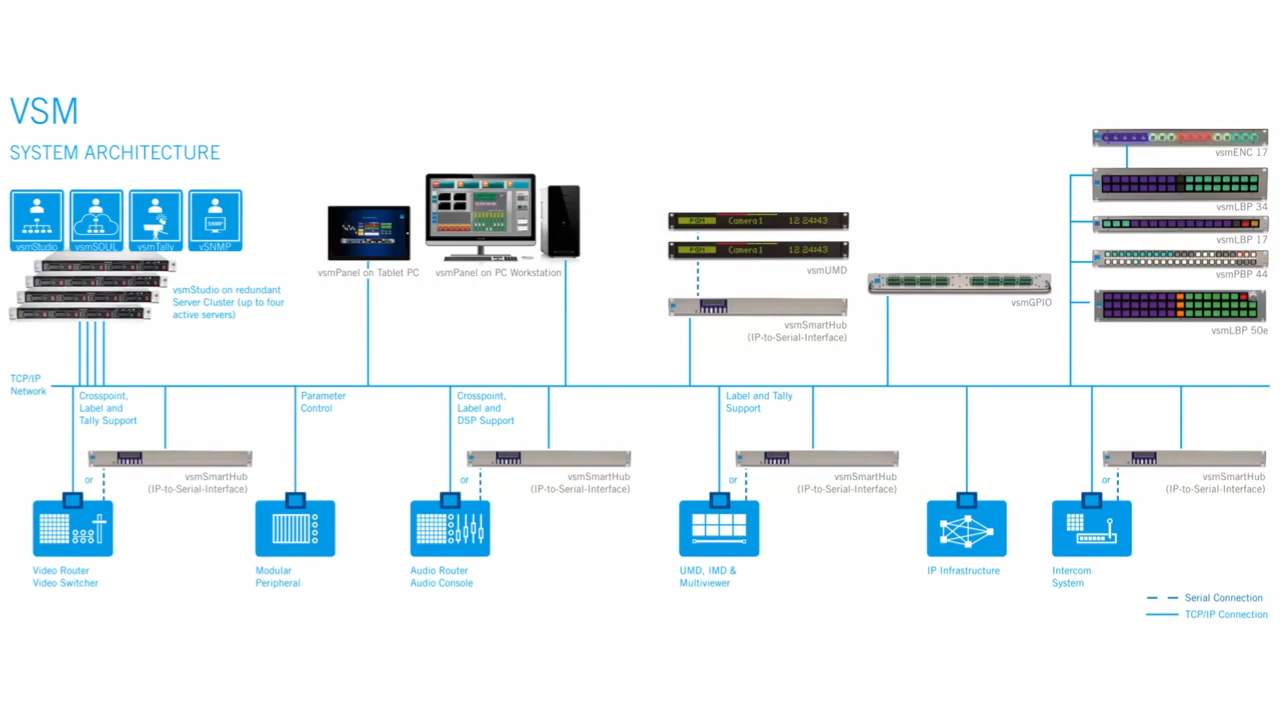 VSM
SYSTEM ARCHITECTURE
vsmStudio
vsmSOUL
vsmTally
vSNMP
SNMP
vsmStudio on redundant
Server Cluster (up to four
active servers)
vsmPanel on Tablet PC
vsmPanel on PC Workstation
PGM Camera1 12:24:43
PGM Camera1 12:24:43
vsmUMD
vsmSmartHub
(IP-to-Serial-Interface)
vsmGPIO
vsmENC 17
vsmLBP 34
vsmLBP 17
vsmPBP 44
vsmLBP 50e
TCP/IP
Network
Crosspoint,
Label and
Tally Support
Parameter
Control
Crosspoint,
Label and
DSP Support
Label and Tally
Support
or
vsmSmartHub
(IP-to-Serial-Interface)
or
vsmSmartHub
(IP-to-Serial-Interface)
or
vsmSmartHub
(IP-to-Serial-Interface)
or
vsmSmartHub
(IP-to-Serial-Interface)
Video Router
Video Switcher
Modular
Peripheral
Audio Router
Audio Console
UMD, IMD &
Multiviewer
IP Infrastructure
Intercom
System
Serial Connection
TCP/IP Connection